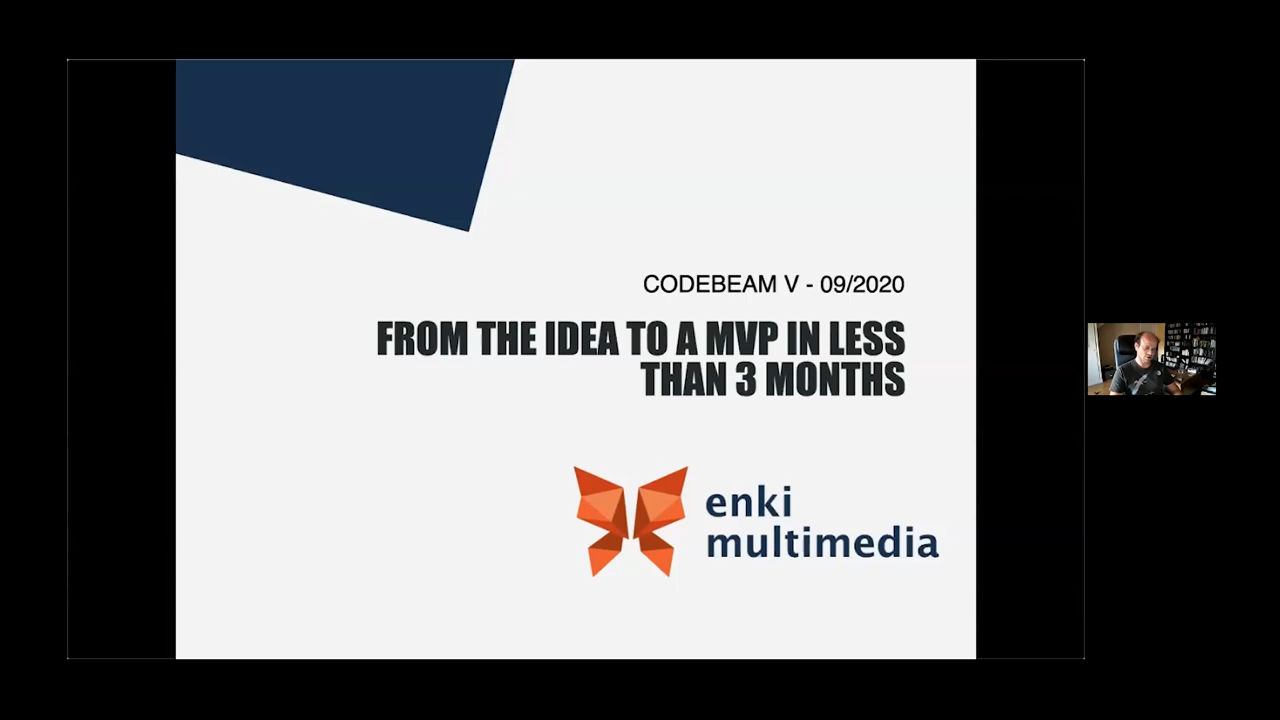 CODEBEAM V - 09/2020
FROM THE IDEA TO A MVP IN LESS
THAN 3 MONTHS
enki
multimedia